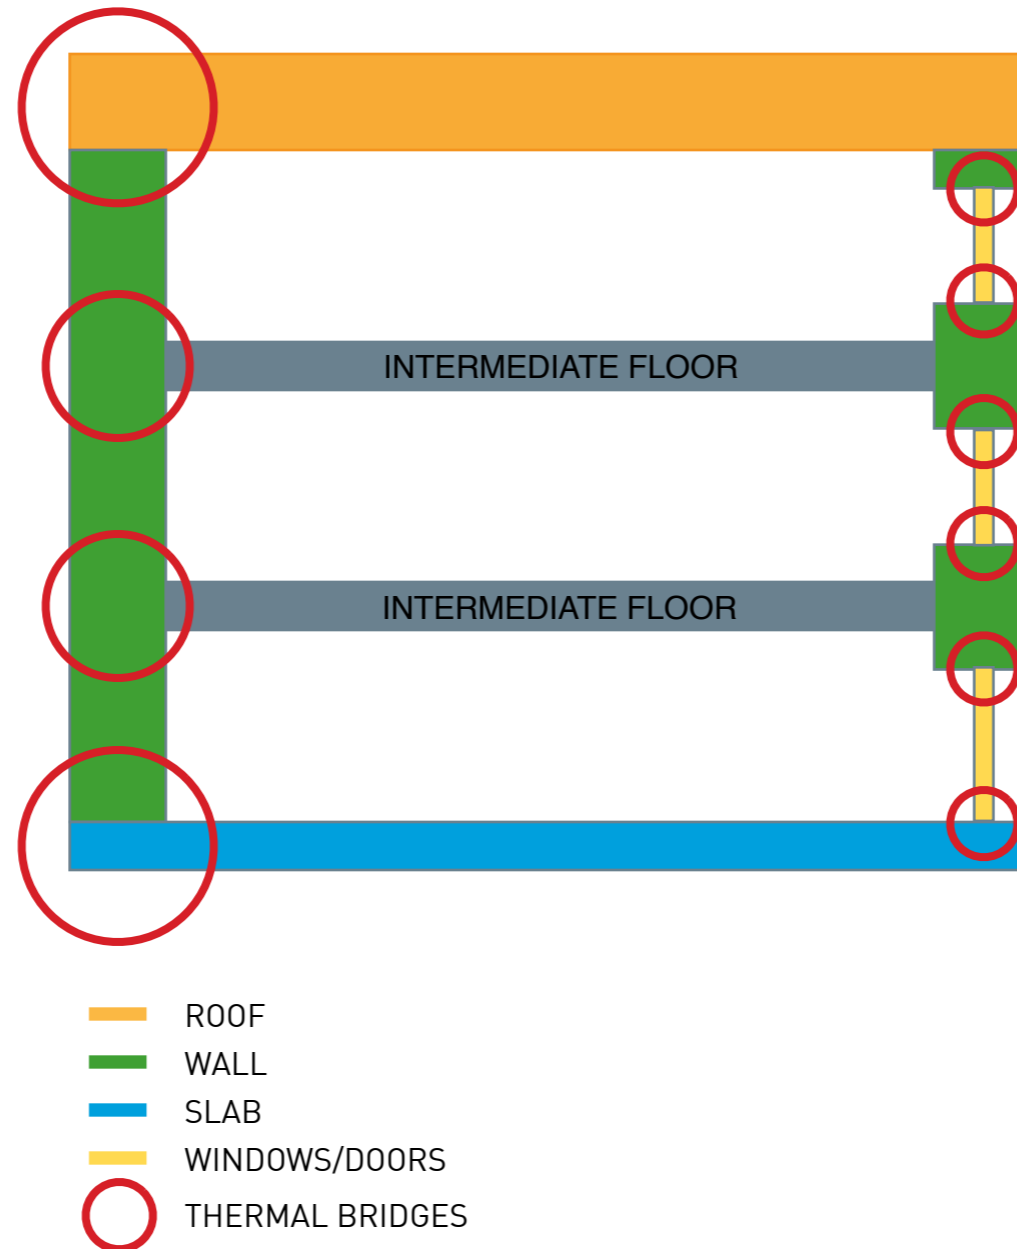 INTERMEDIATE FLOOR
INTERMEDIATE FLOOR
ROOF
WALL
SLAB
WINDOWS/DOORS
THERMAL BRIDGES